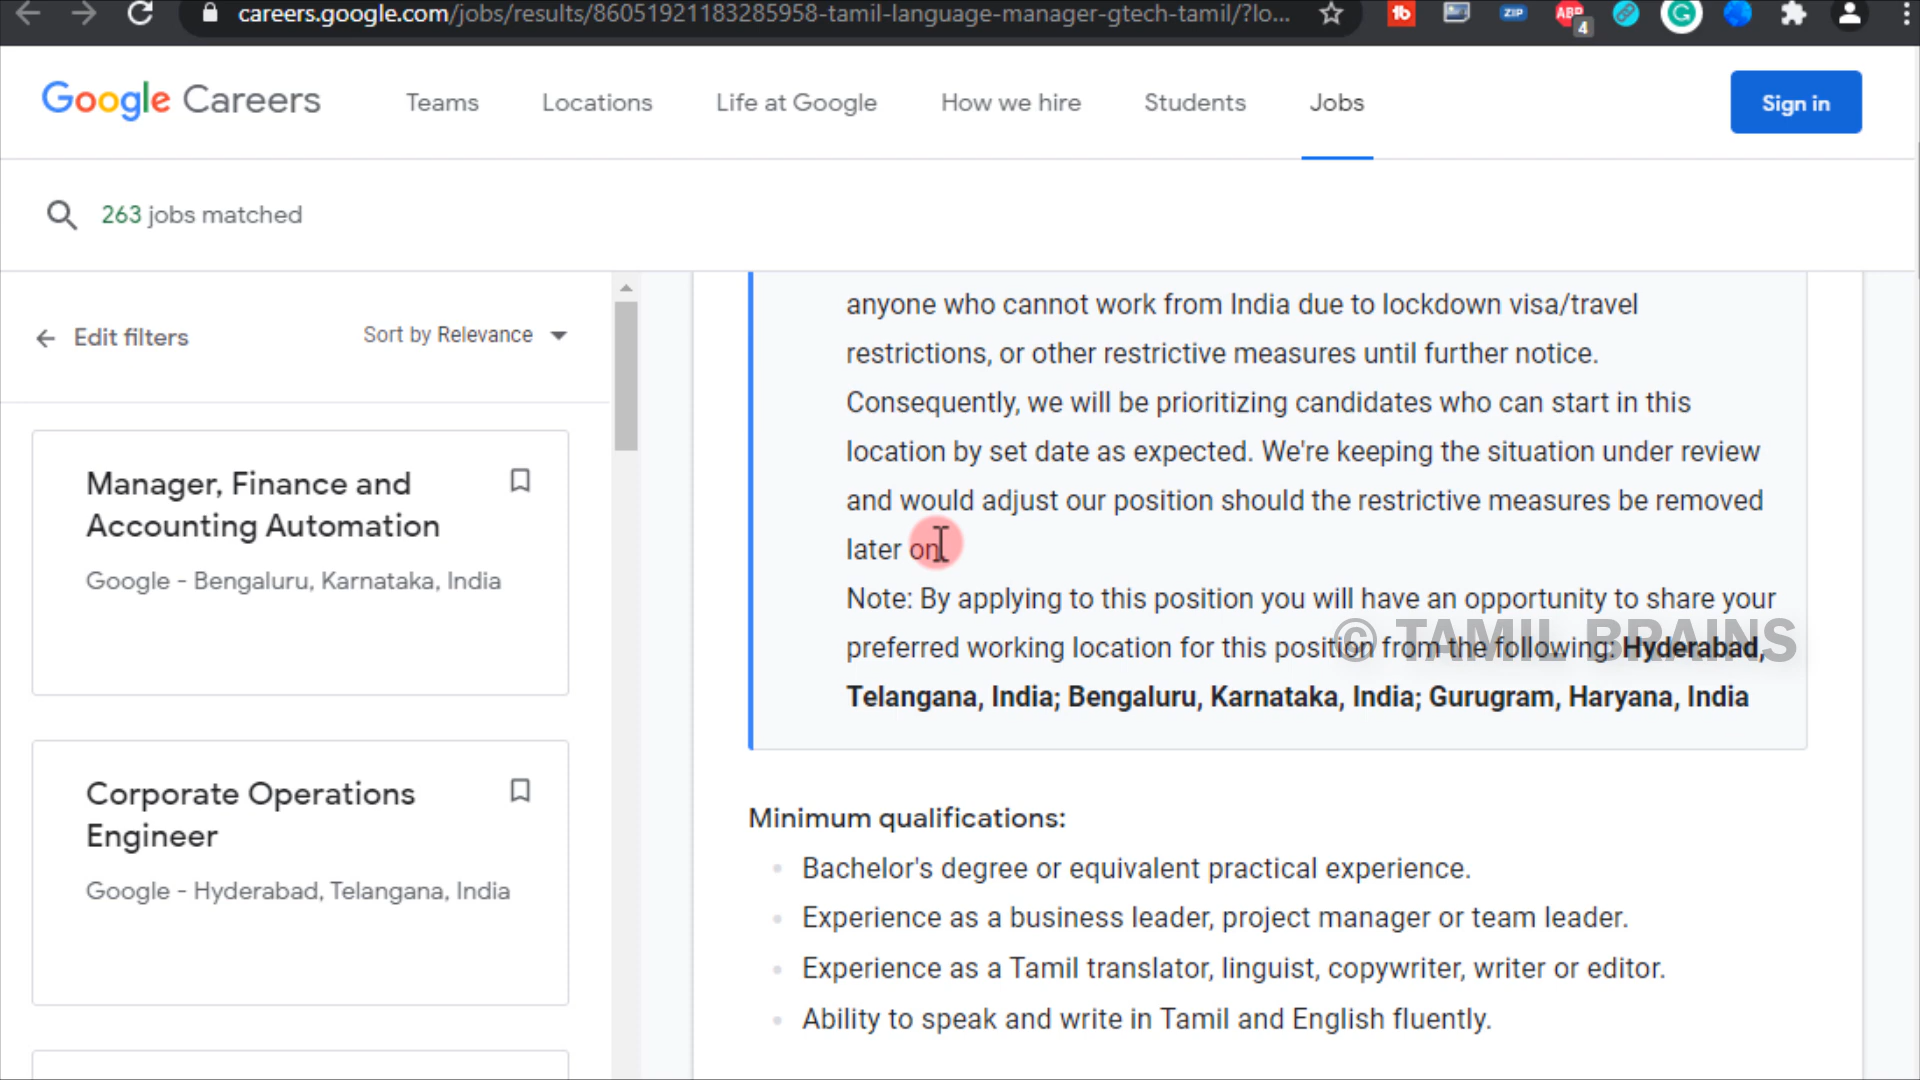 careers.google.com/jobs/results/86051921183285958-tamil-language-manager-gtech-tamil/?lo...
tb
ZIP
ABP
4
Google Careers
Teams
Locations
Life at Google
How we hire
Students
Jobs
Sign in
263 jobs matched
Edit filters
Sort by Relevance
Manager, Finance and
Accounting Automation
Google - Bengaluru, Karnataka, India
Corporate Operations
Engineer
Google - Hyderabad, Telangana, India
anyone who cannot work from India due to lockdown visa/travel
restrictions, or other restrictive measures until further notice.
Consequently, we will be prioritizing candidates who can start in this
location by set date as expected. We're keeping the situation under review
and would adjust our position should the restrictive measures be removed
later on.
Note: By applying to this position you will have an opportunity to share your
preferred working location for this position from the following: Hyderabad,
Telangana, India; Bengaluru, Karnataka, India; Gurugram, Haryana, India
© TAMIL BRAINS
Minimum qualifications:
Bachelor's degree or equivalent practical experience.
Experience as a business leader, project manager or team leader.
Experience as a Tamil translator, linguist, copywriter, writer or editor.
Ability to speak and write in Tamil and English fluently.